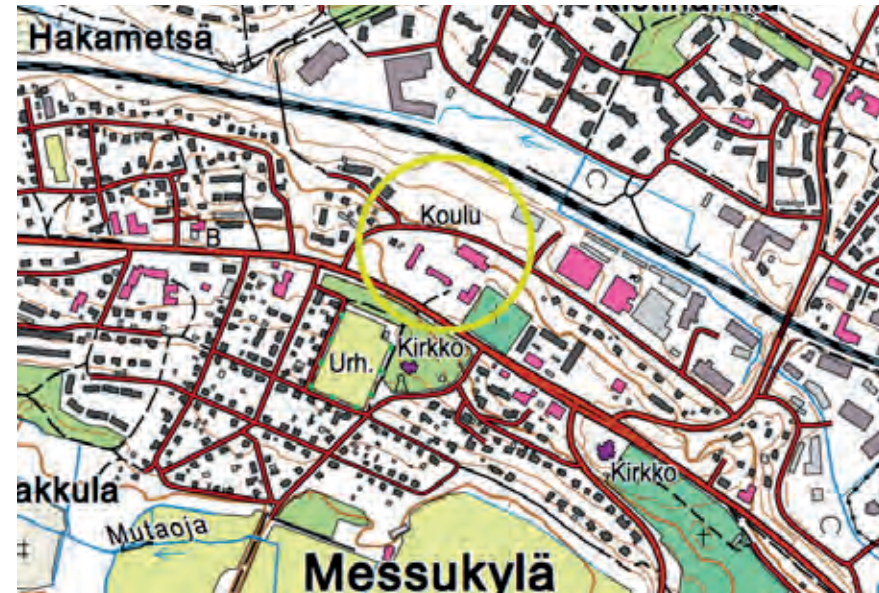 Hakametsä
Koulu
B
Urh.
Kirkko
Kirkko
akkula
Mutaoja
Messukylä